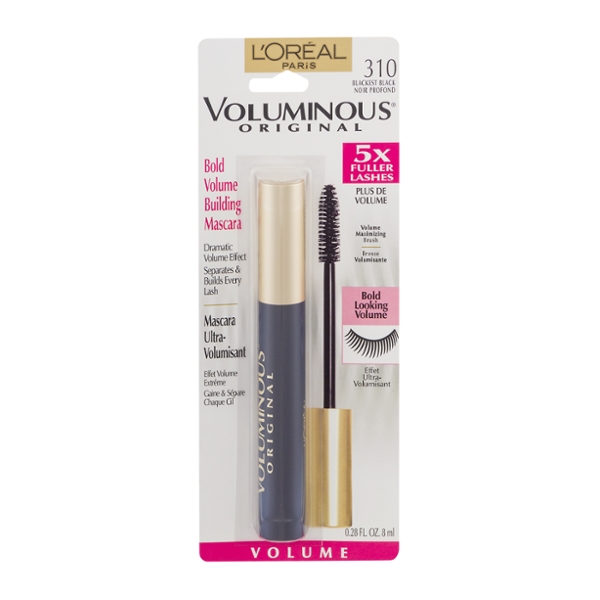 L'ORÉAL
PARIS
310
BLACKEST BLACK
NOIR PROFOND
VOLUMINOUS®
ORIGINAL
5X
FULLER
LASHES
PLUS DE
VOLUME
Bold
Volume
Building
Mascara
Dramatic
Volume Effect
Separates &
Builds Every
Lash
Mascara
Ultra-
Volumisant
Effet Volume
Extrême
Gaine & Sépare
Chaque Cil
Volume
Maximizing
Brush
Brosse
Volumisante
Bold
Looking
Volume
Effet
Ultra-
Volumisant
VOLUMINOUS
ORIGINAL
0.28 FL. OZ. 8 ml
VOLUME